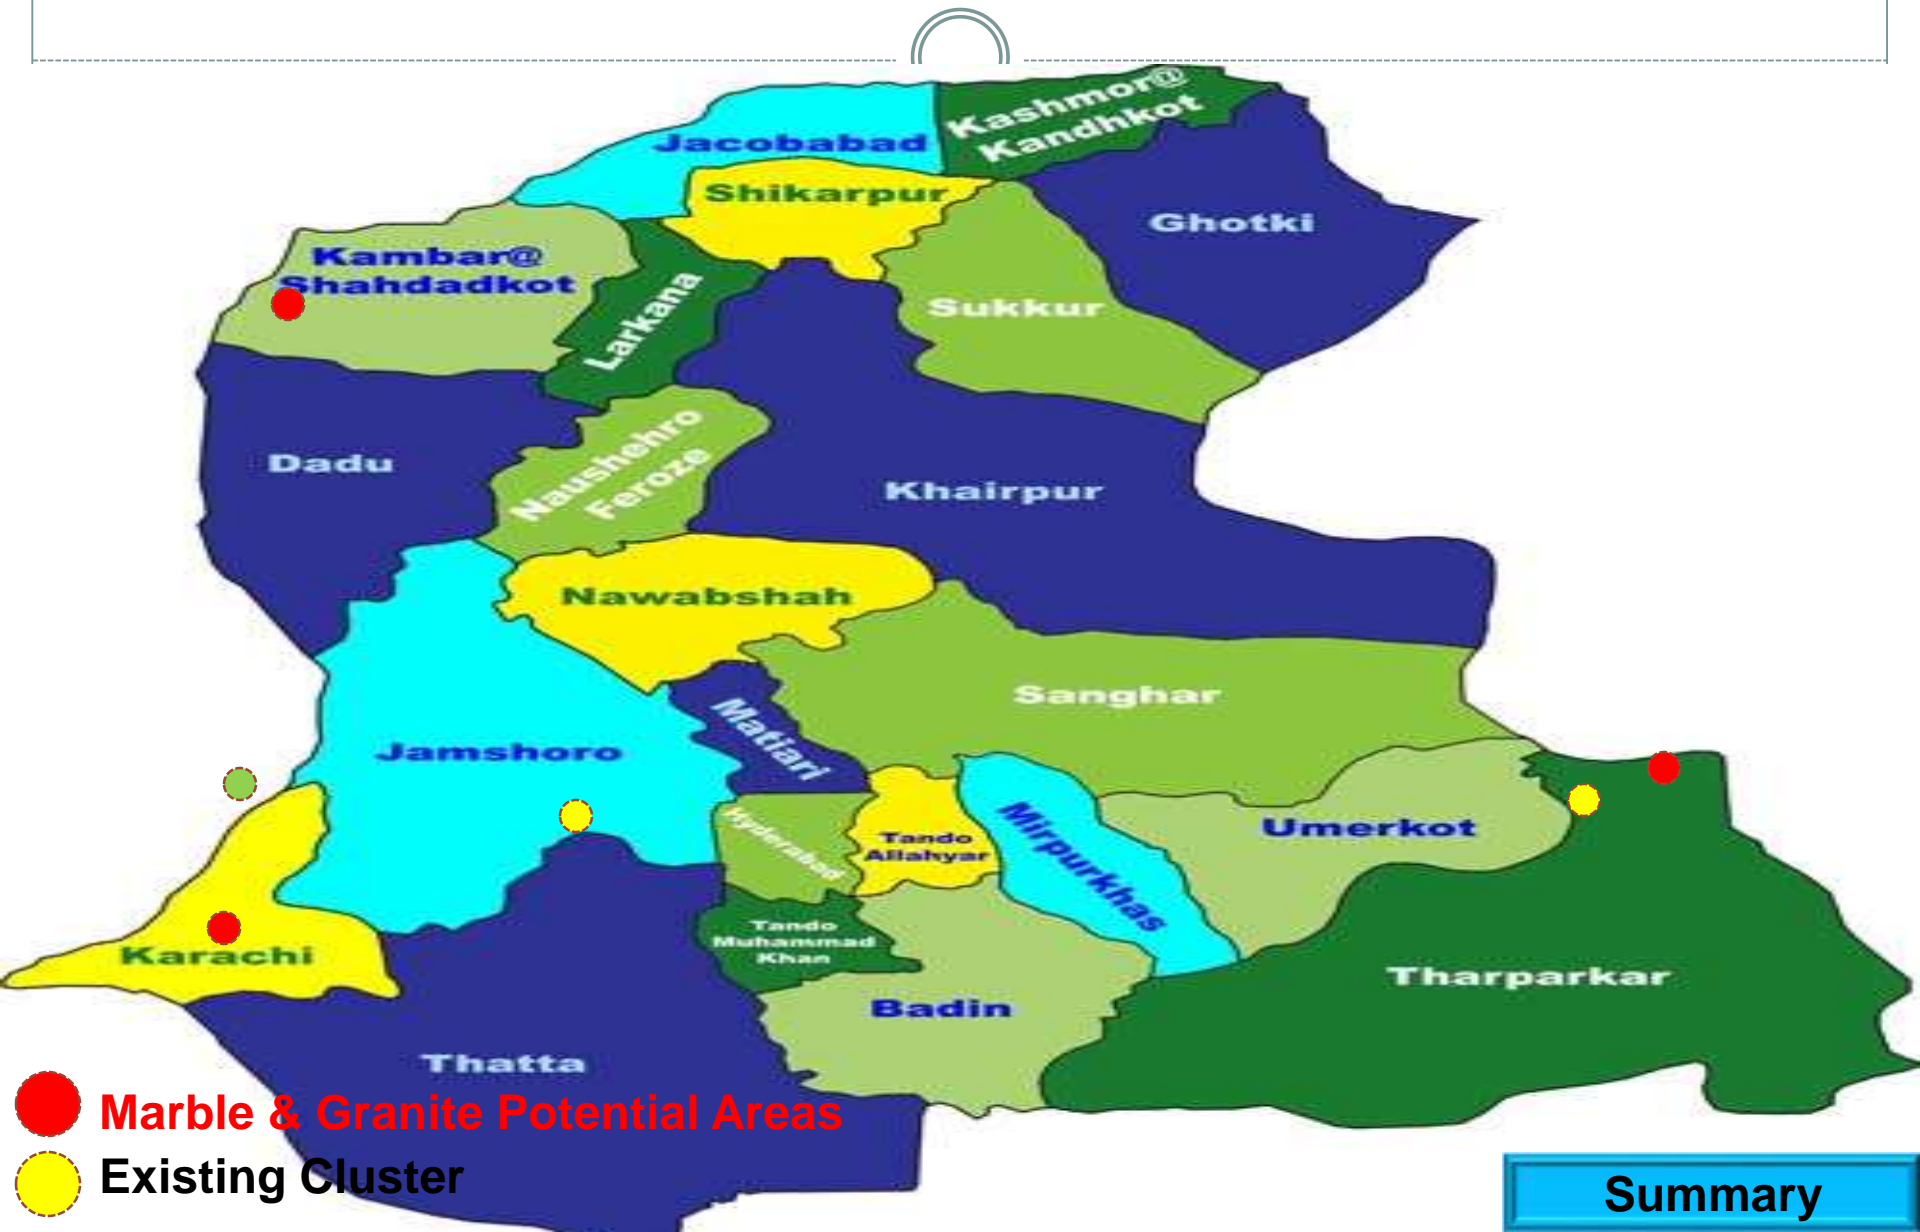 Kashmor@
Kandhkot
Jacobabad
Shikarpur
Ghotki
Kambar@
Shahdadkot
Larkana
Sukkur
Dadu
Naushehro
Feroze
Khairpur
Nawabshah
Sanghar
Matiari
Jamshoro
Hyderabad
Tando
Allahyar
Mirpurkhas
Umerkot
Tando
Muhammad
Khan
Karachi
Badin
Tharparkar
Thatta
Marble & Granite Potential Areas
Existing Cluster
Summary